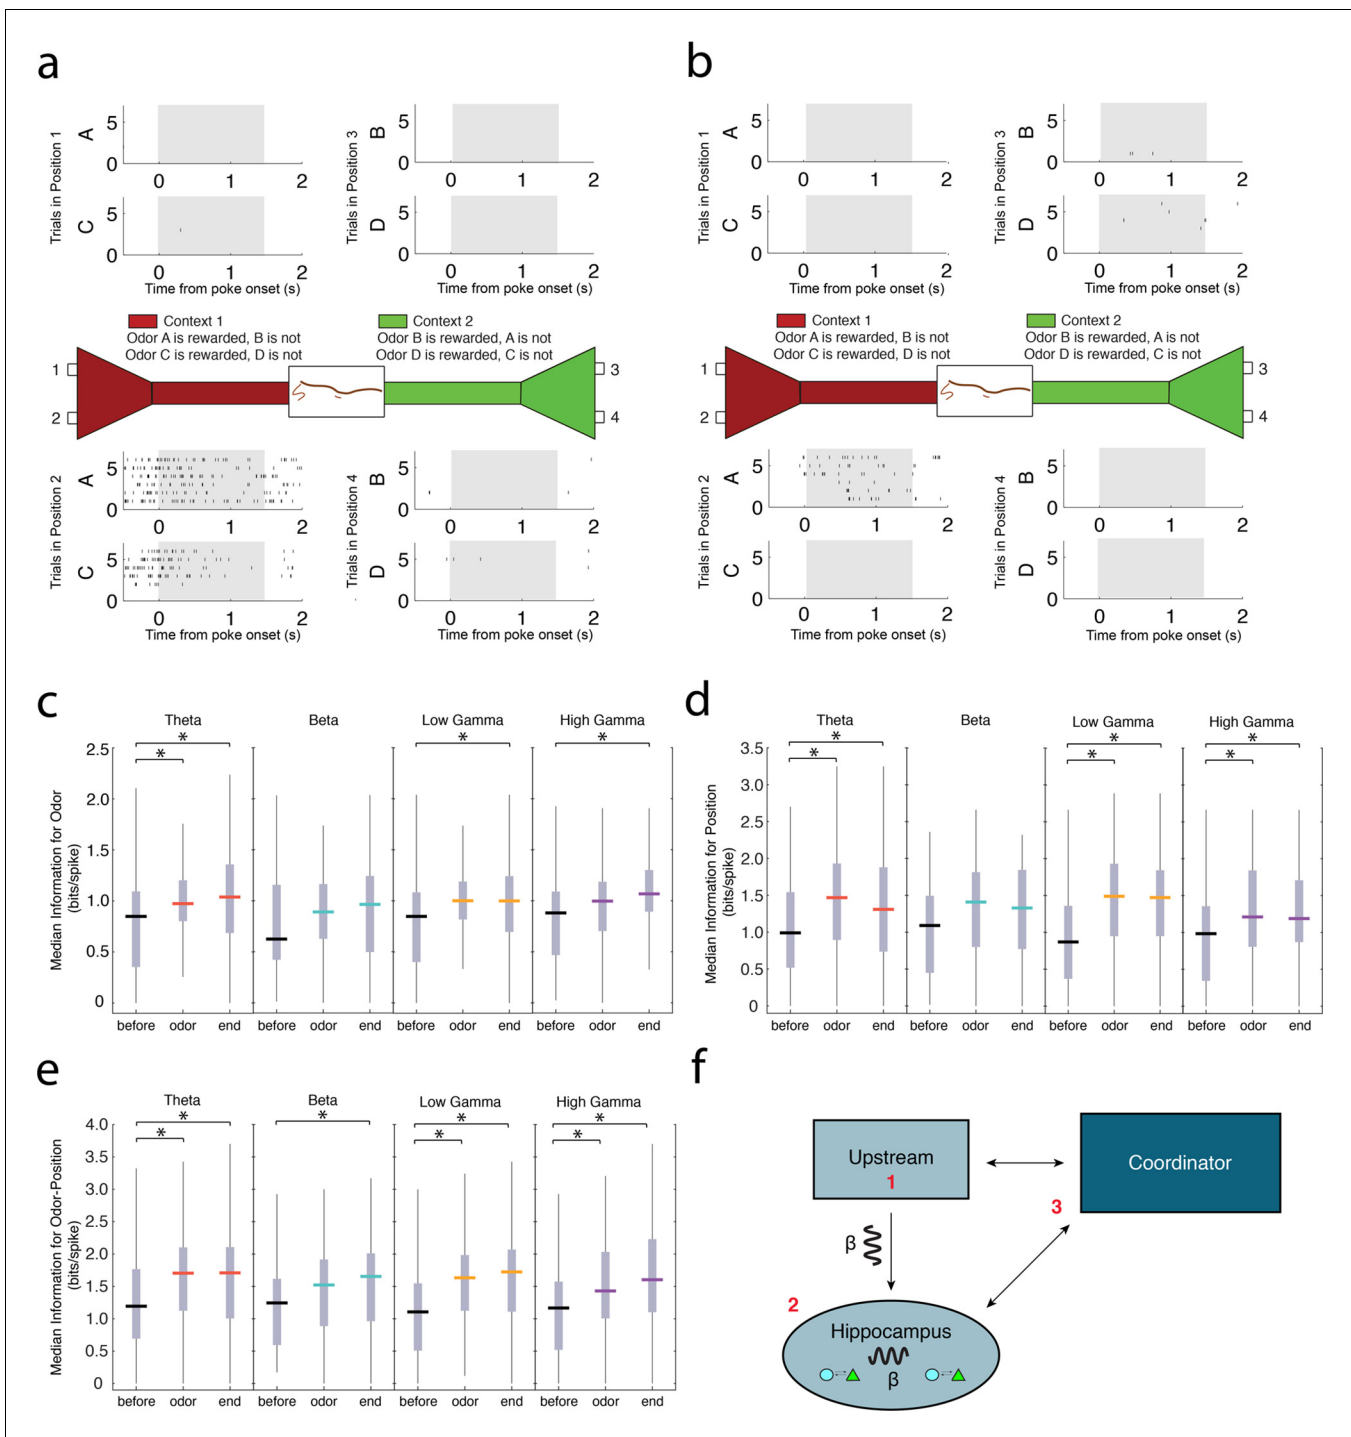 a
Trials in Position 1
A
5
0
0
1
2
C
5
0
0
1
2
Time from poke onset (s)
Trials in Position 3
B
5
0
0
1
2
D
5
0
0
1
2
Time from poke onset (s)
Context 1
Odor A is rewarded, B is not
Odor C is rewarded, D is not
Context 2
Odor B is rewarded, A is not
Odor D is rewarded, C is not
1
2
3
4
Trials in Position 2
A
5
0
0
1
2
C
5
0
0
1
2
Time from poke onset (s)
Trials in Position 4
B
5
0
0
1
2
D
5
0
0
1
2
Time from poke onset (s)
b
Trials in Position 1
A
5
0
0
1
2
C
5
0
0
1
2
Time from poke onset (s)
Trials in Position 3
B
5
0
0
1
2
D
5
0
0
1
2
Time from poke onset (s)
Context 1
Odor A is rewarded, B is not
Odor C is rewarded, D is not
Context 2
Odor B is rewarded, A is not
Odor D is rewarded, C is not
1
2
3
4
Trials in Position 2
A
5
0
0
1
2
C
5
0
0
1
2
Time from poke onset (s)
Trials in Position 4
B
5
0
0
1
2
D
5
0
0
1
2
Time from poke onset (s)
c
Theta
Beta
Low Gamma
High Gamma
* * * *
Median Information for Odor
(bits/spike)
2.5
2.0
1.5
1.0
0.5
0
before odor end before odor end before odor end before odor end
d
Theta
Beta
Low Gamma
High Gamma
* * * * * *
Median Information for Position
(bits/spike)
3.5
3.0
2.5
2.0
1.5
1.0
0.5
0
before odor end before odor end before odor end before odor end
e
Theta
Beta
Low Gamma
High Gamma
* * * * * * *
Median Information for Odor-Position
(bits/spike)
4.0
3.5
3.0
2.5
2.0
1.5
1.0
0.5
0
before odor end before odor end before odor end before odor end
f
Upstream
1
Coordinator
3
β
2
Hippocampus
β